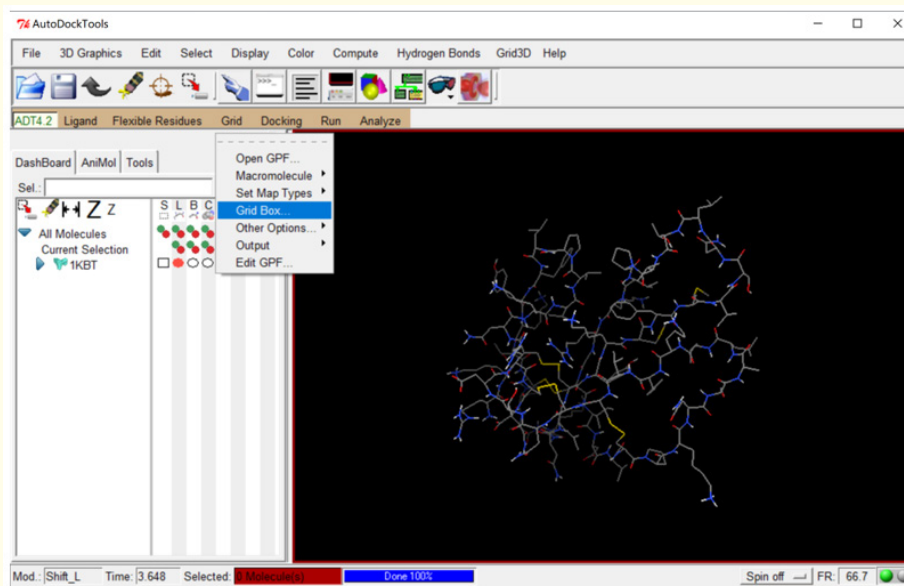 AutoDockTools
File 3D Graphics Edit Select Display Color Compute Hydrogen Bonds Grid3D Help
ADT4.2 Ligand Flexible Residues Grid Docking Run Analyze
Open GPF...
DashBoard AniMol Tools
Macromolecule
Sel.:
Set Map Types
Z Z S L B C
Grid Box...
All Molecules
Other Options...
Current Selection
Output
1KBT
Edit GPF...
Mod.: Shift_L Time: 3.648 Selected: 0 Molecule(s) Done 100% Spin off FR: 66.7